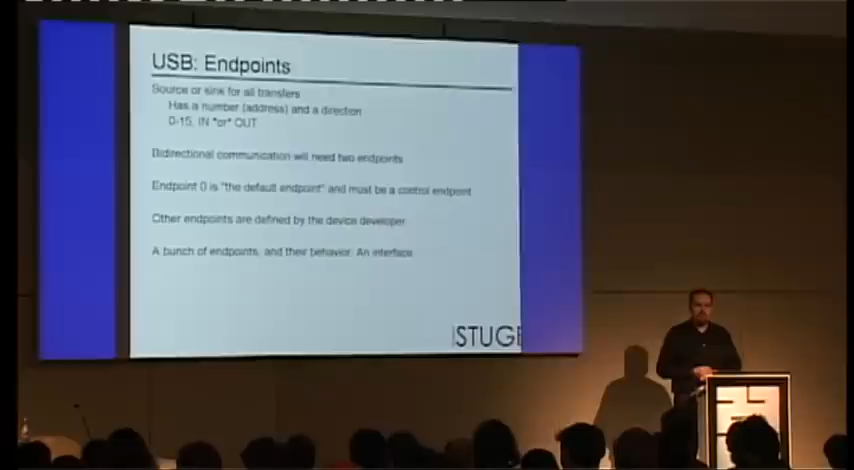 USB: Endpoints
Source or sink for all transfers
Has a number (address) and a direction
0-15, IN *or* OUT
Bidirectional communication will need two endpoints
Endpoint 0 is "the default endpoint" and must be a control endpoint
Other endpoints are defined by the device developer
A bunch of endpoints, and their behavior: An interface
STUGE